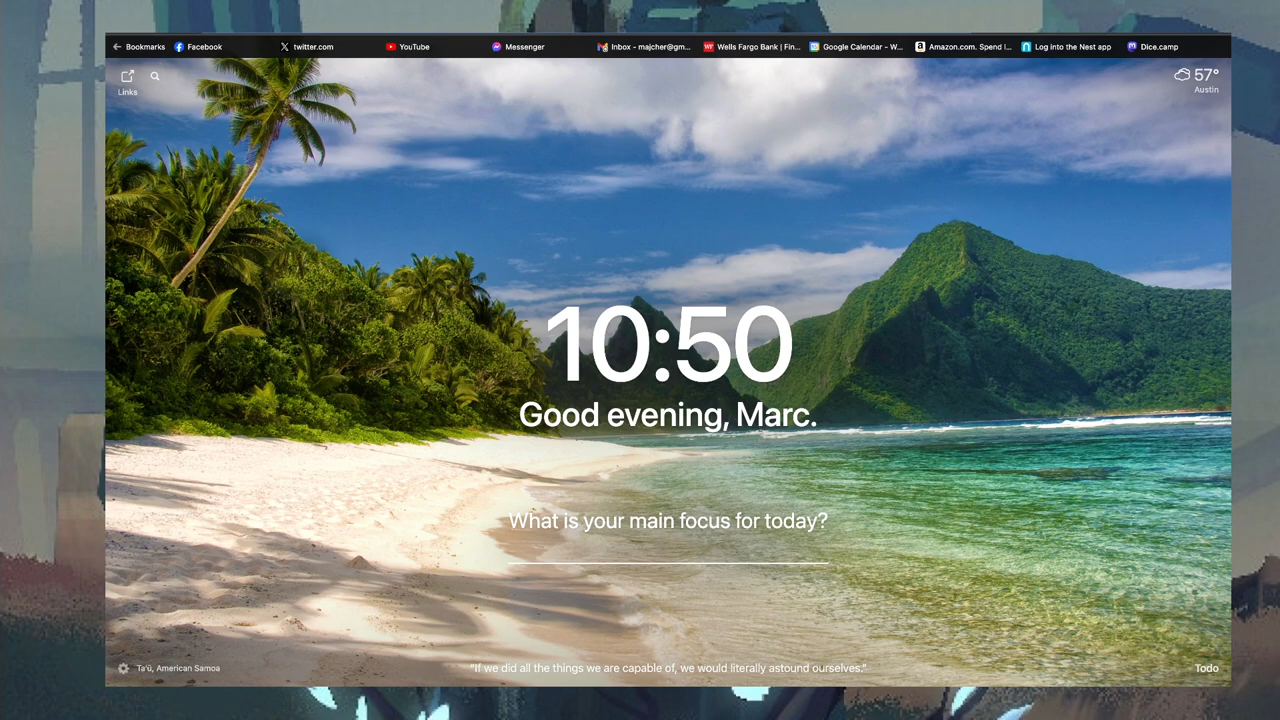 Bookmarks
Facebook
twitter.com
YouTube
Messenger
Inbox - majcher@gm...
Wells Fargo Bank | Fin...
Google Calendar - W...
Amazon.com. Spend l...
Log into the Nest app
Dice.camp
Links
57°
Austin
10:50
Good evening, Marc.
What is your main focus for today?
Ta'ū, American Samoa
“If we did all the things we are capable of, we would literally astound ourselves.”
Todo